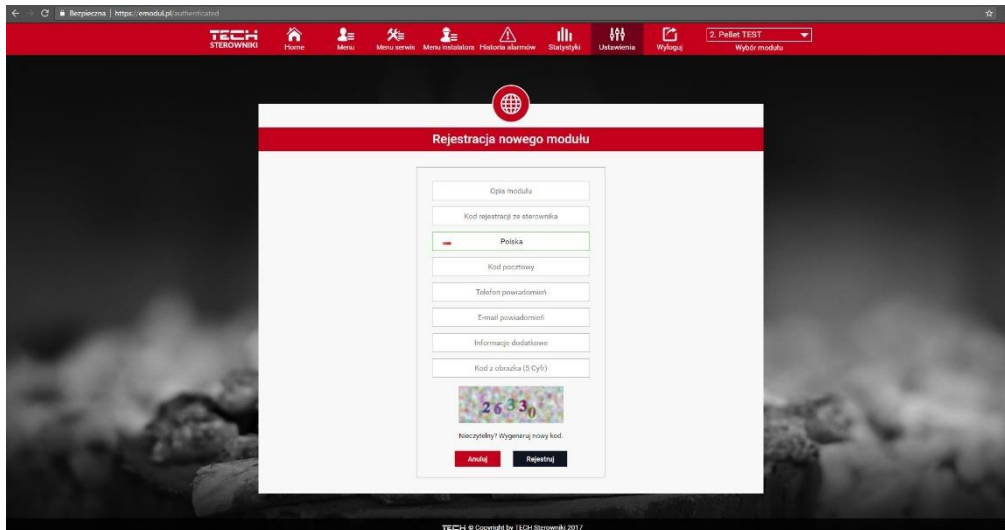 Bezpieczna | https://emodul.pl/authenticated
TECH
STEROWNIKI
Home
Menu
Menu serwis
Menu instalatora
Historia alarmów
Statystyki
Ustawienia
Wyloguj
2. Pellet TEST
Wybór modułu
Rejestracja nowego modułu
Opis modułu
Kod rejestracji ze sterownika
Polska
Kod pocztowy
Telefon powiadomień
E-mail powiadomień
Informacje dodatkowe
Kod z obrazka (5 Cyfr)
26330
Nieczytelny? Wygeneruj nowy kod.
Anuluj
Rejestruj
TECH © Copyright by TECH Sterowniki 2017